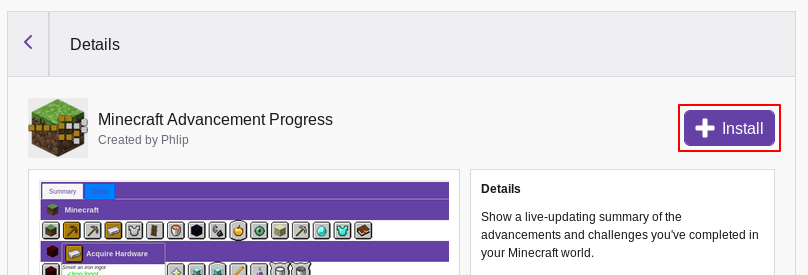 Details
Minecraft Advancement Progress
Created by Phlip
Install
Summary
Minecraft
Acquire Hardware
Smelt an iron ingot
Details
Show a live-updating summary of the
advancements and challenges you've completed in
your Minecraft world.